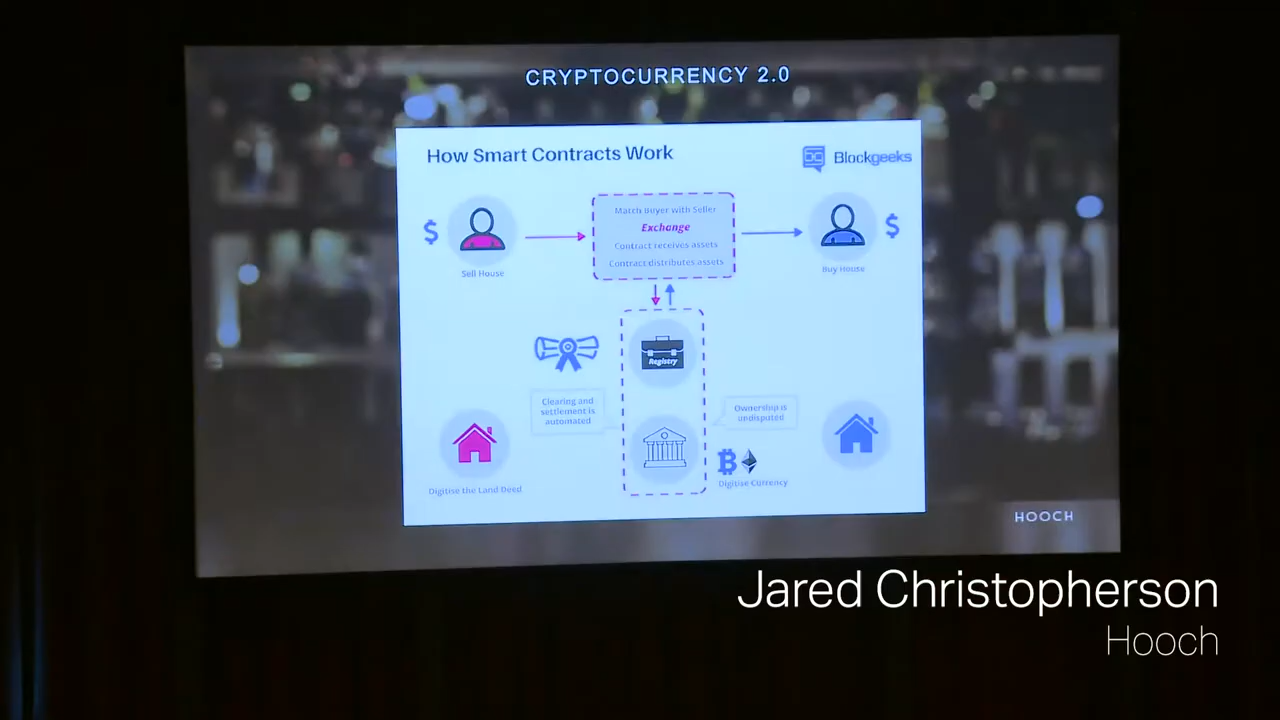 CRYPTOCURRENCY 2.0
How Smart Contracts Work
Blockgeeks
Match Buyer with Seller
Exchange
Contract receives assets
Contract distributes assets
$
$
Sell House
Buy House
Registry
Clearing and
settlement is
automated
Ownership is
undisputed
Digitise the Land Deed
Digitise Currency
HOOCH
Jared Christopherson
Hooch